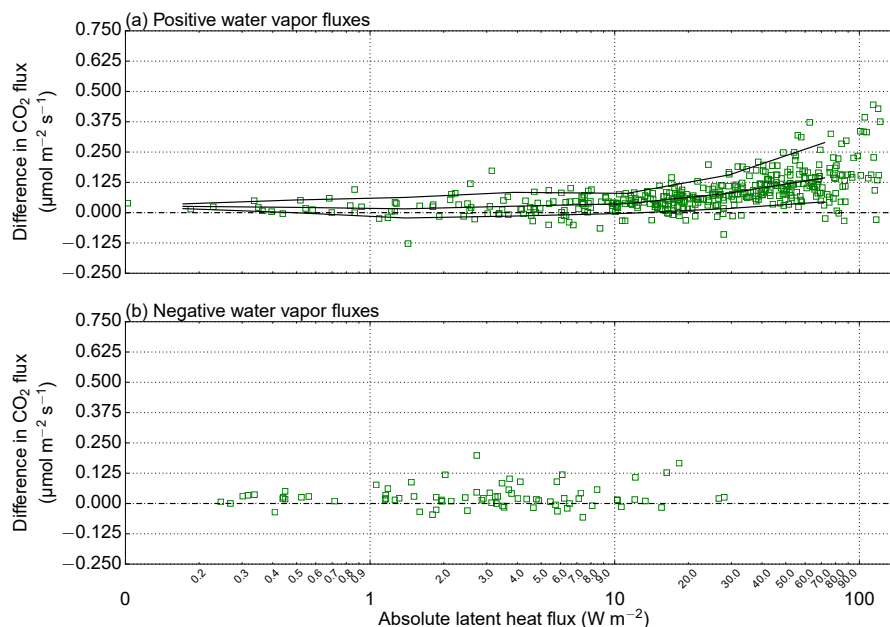 (a) Positive water vapor fluxes
0.750
0.625
0.500
0.375
0.250
0.125
0.000
−0.125
−0.250
Difference in CO₂ flux
(μmol m⁻² s⁻¹)
(b) Negative water vapor fluxes
0.750
0.625
0.500
0.375
0.250
0.125
0.000
−0.125
−0.250
Difference in CO₂ flux
(μmol m⁻² s⁻¹)
0.2 0.3 0.4 0.5 0.6 0.7 0.8 0.9 2.0 3.0 4.0 5.0 6.0 7.0 8.0 9.0 20.0 30.0 40.0 50.0 60.0 70.0 80.0 90.0
0 1 10 100
Absolute latent heat flux (W m⁻²)